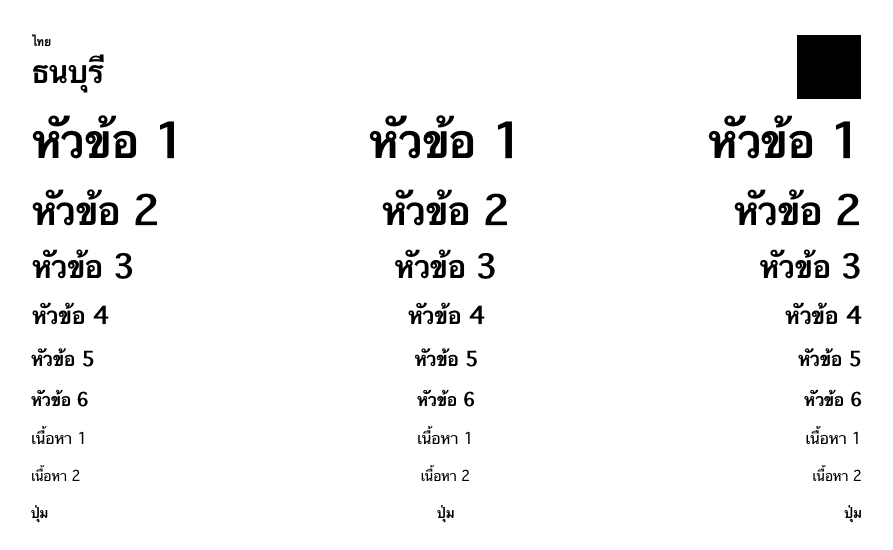 ไทย
ธนบุรี
หัวข้อ 1 หัวข้อ 1 หัวข้อ 1
หัวข้อ 2 หัวข้อ 2 หัวข้อ 2
หัวข้อ 3 หัวข้อ 3 หัวข้อ 3
หัวข้อ 4 หัวข้อ 4 หัวข้อ 4
หัวข้อ 5 หัวข้อ 5 หัวข้อ 5
หัวข้อ 6 หัวข้อ 6 หัวข้อ 6
เนื้อหา 1 เนื้อหา 1 เนื้อหา 1
เนื้อหา 2 เนื้อหา 2 เนื้อหา 2
ปุ่ม ปุ่ม ปุ่ม